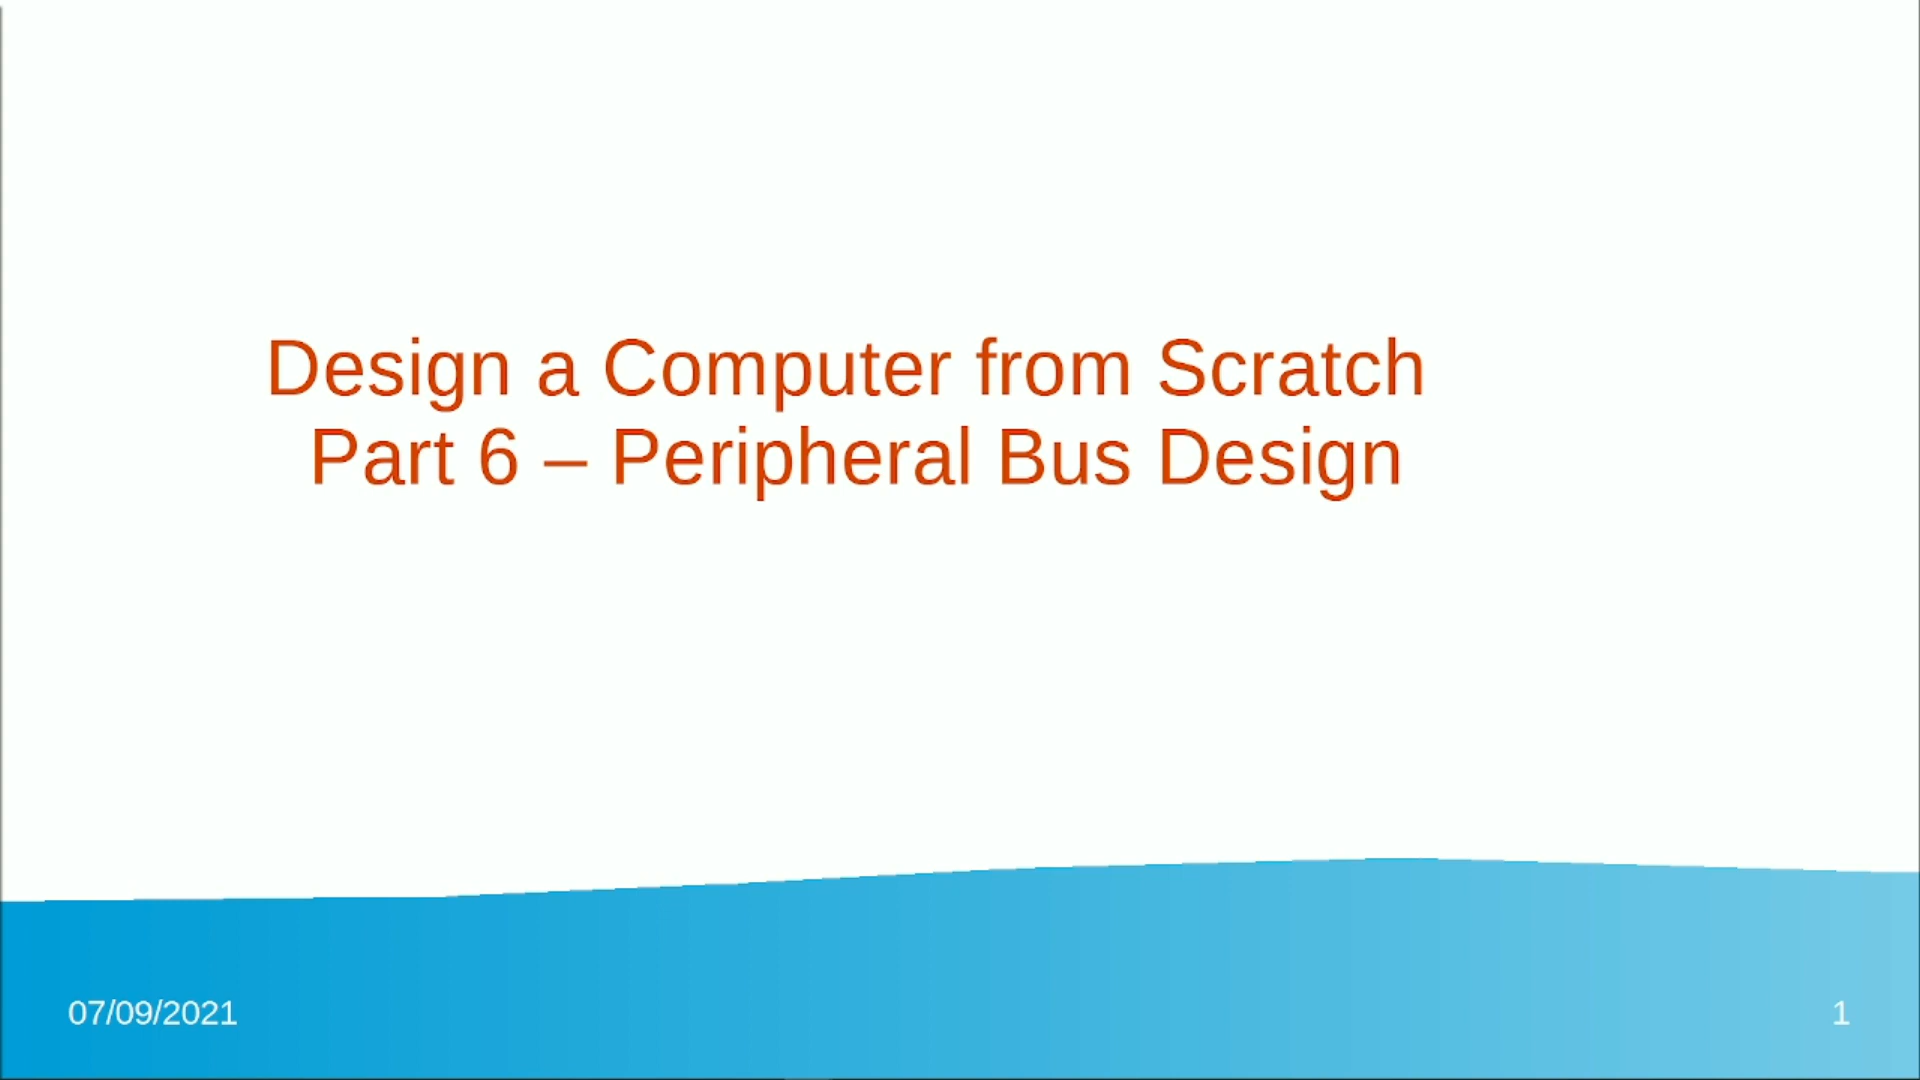 Design a Computer from Scratch
Part 6 – Peripheral Bus Design
07/09/2021
1